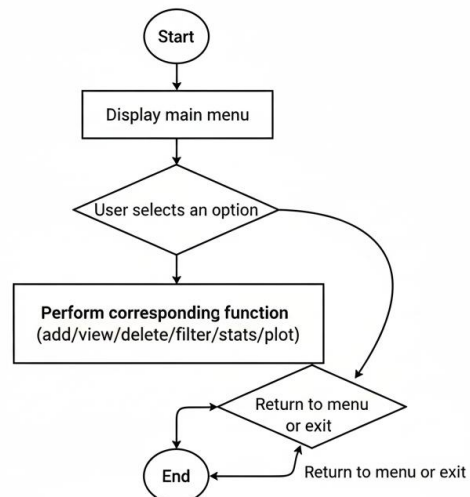 Start
Display main menu
User selects an option
Perform corresponding function
(add/view/delete/filter/stats/plot)
Return to menu
or exit
End
Return to menu or exit